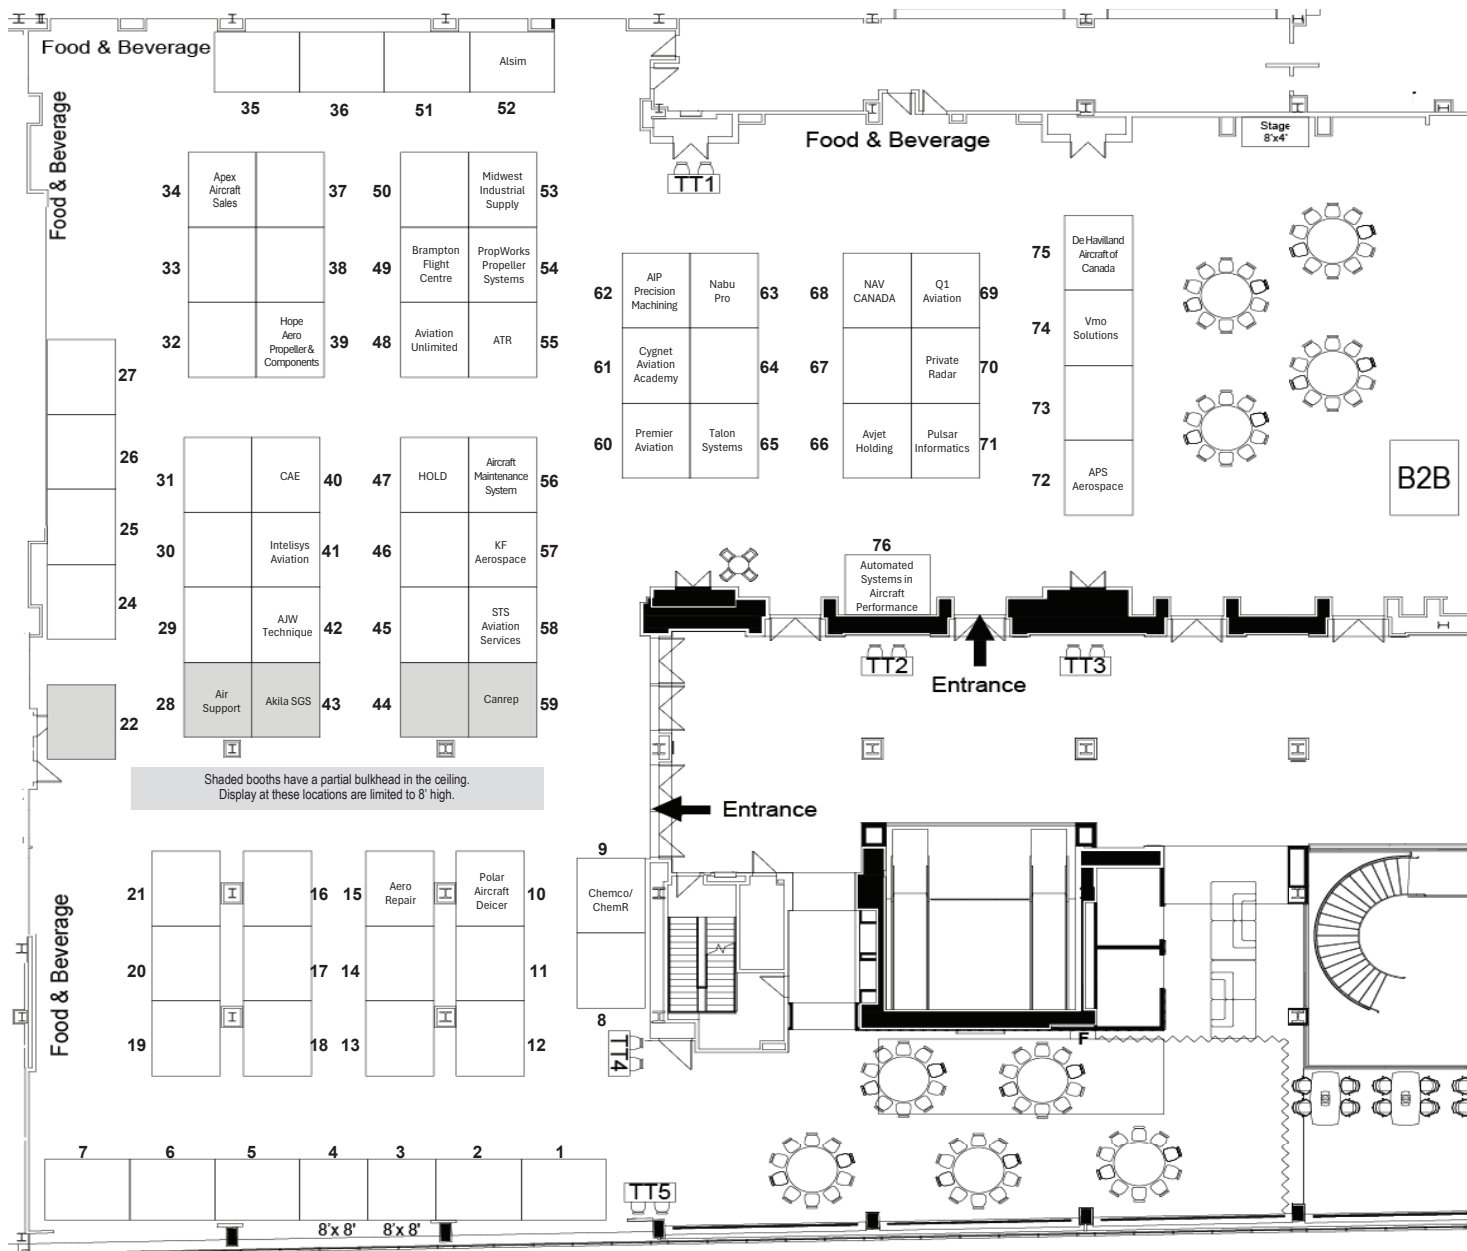 Food & Beverage
Alsim
35
36
51
52
Food & Beverage
Food & Beverage
Stage
8'x4'
TT1
34
Apex
Aircraft
Sales
37
50
Midwest
Industrial
Supply
53
33
38
49
Brampton
Flight
Centre
PropWorks
Propeller
Systems
54
32
Hope
Aero
Propeller &
Components
39
48
Aviation
Unlimited
ATR
55
62
AIP
Precision
Machining
Nabu
Pro
63
68
NAV
CANADA
Q1
Aviation
69
61
Cygnet
Aviation
Academy
64
67
Private
Radar
70
60
Premier
Aviation
Talon
Systems
65
66
Avjet
Holding
Pulsar
Informatics
71
75
De Havilland
Aircraft of
Canada
74
Vmo
Solutions
73
72
APS
Aerospace
B2B
27
26
25
24
22
31
CAE
40
47
HOLD
Aircraft
Maintenance
System
56
30
Intelisys
Aviation
41
46
KF
Aerospace
57
29
AJW
Technique
42
45
STS
Aviation
Services
58
28
Air
Support
Akila SGS
43
44
Canrep
59
76
Automated
Systems in
Aircraft
Performance
TT2
TT3
Entrance
Shaded booths have a partial bulkhead in the ceiling.
Display at these locations are limited to 8' high.
Entrance
Food & Beverage
21
16
15
Aero
Repair
Polar
Aircraft
Deicer
10
9
Chemco/
ChemR
20
17
14
11
8
19
18
13
12
TT4
F
7
6
5
4
3
2
1
TT5
8'x 8'
8'x 8'